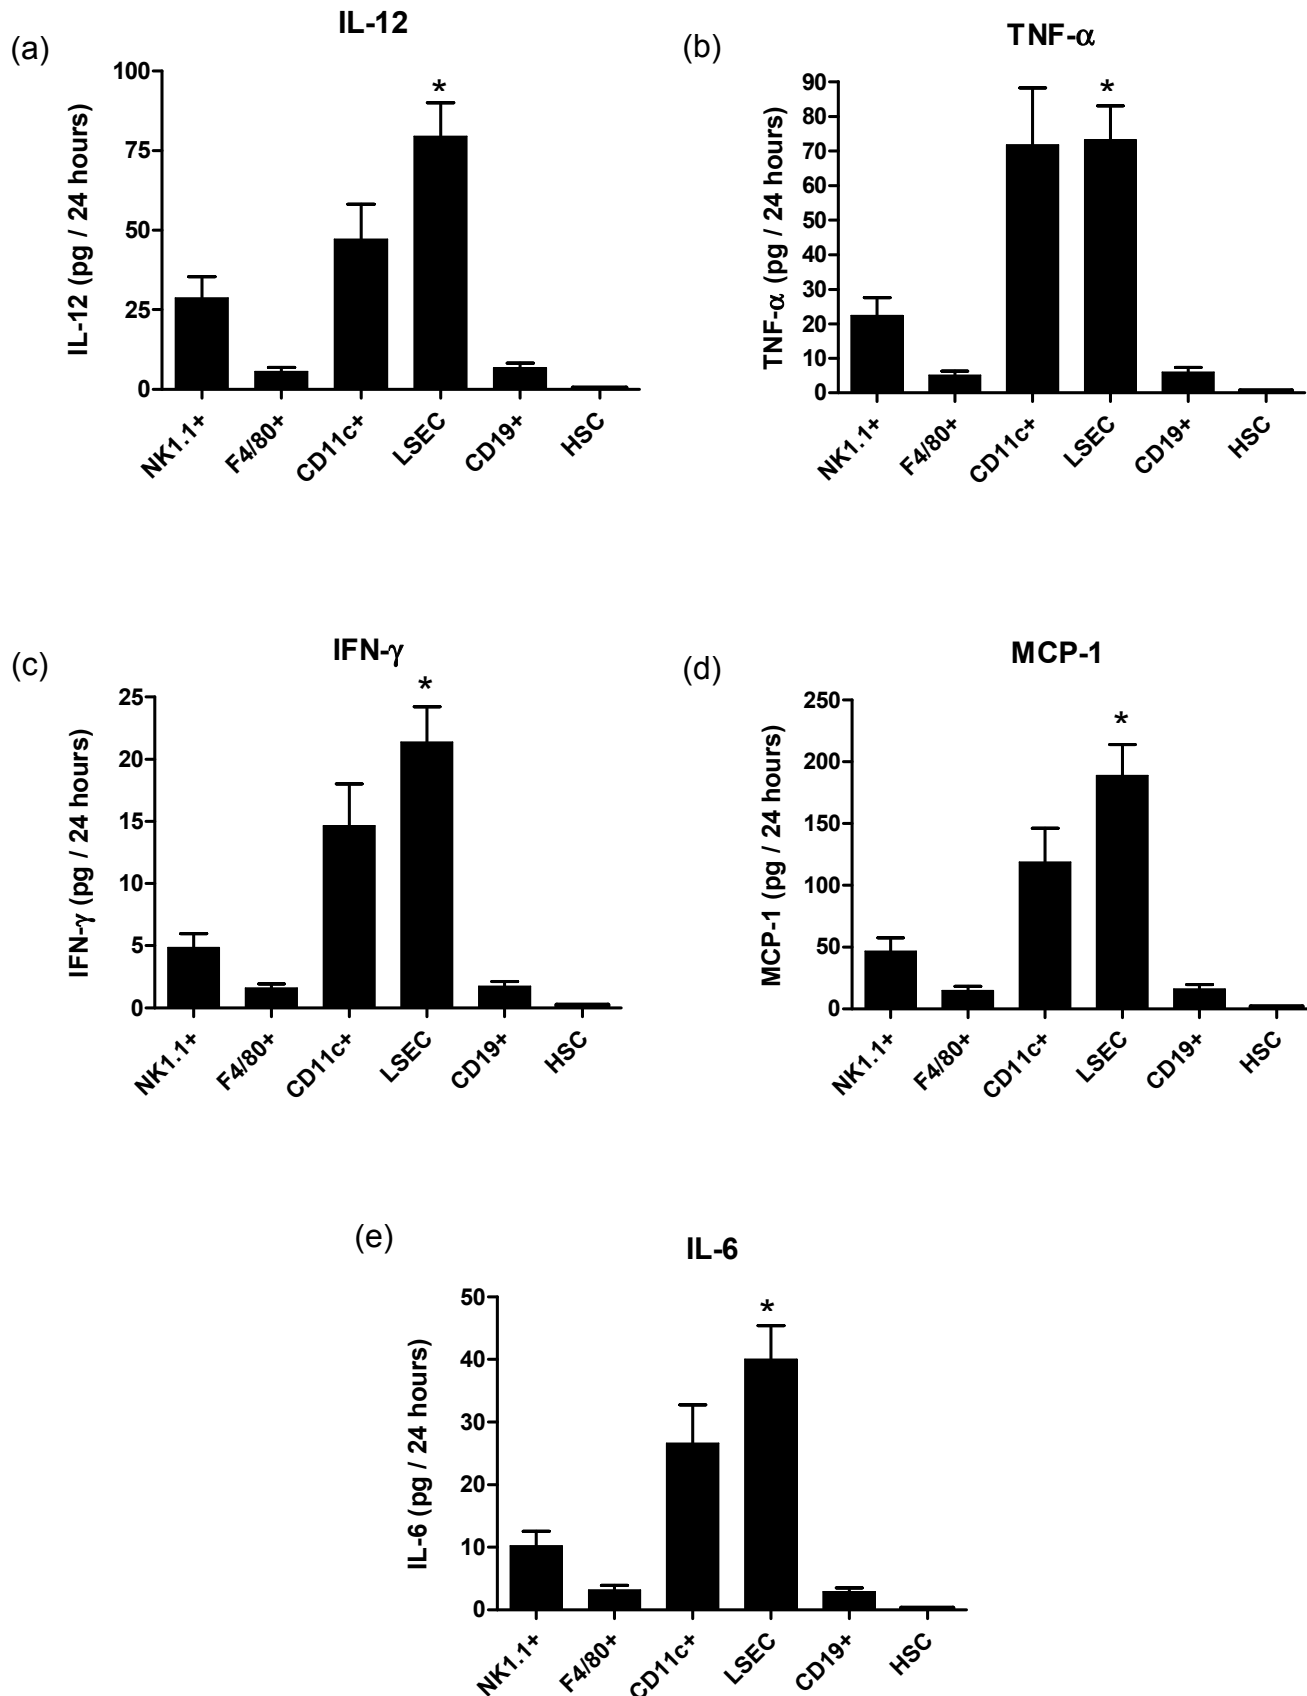 (a)
IL-12
IL-12 (pg / 24 hours)
100
75
50
25
0
*
NK1.1+
F4/80+
CD11c+
LSEC
CD19+
HSC
(b)
TNF-α
TNF-α (pg / 24 hours)
90
80
70
60
50
40
30
20
10
0
*
NK1.1+
F4/80+
CD11c+
LSEC
CD19+
HSC
(c)
IFN-γ
IFN-γ (pg / 24 hours)
25
20
15
10
5
0
*
NK1.1+
F4/80+
CD11c+
LSEC
CD19+
HSC
(d)
MCP-1
MCP-1 (pg / 24 hours)
250
200
150
100
50
0
*
NK1.1+
F4/80+
CD11c+
LSEC
CD19+
HSC
(e)
IL-6
IL-6 (pg / 24 hours)
50
40
30
20
10
0
*
NK1.1+
F4/80+
CD11c+
LSEC
CD19+
HSC